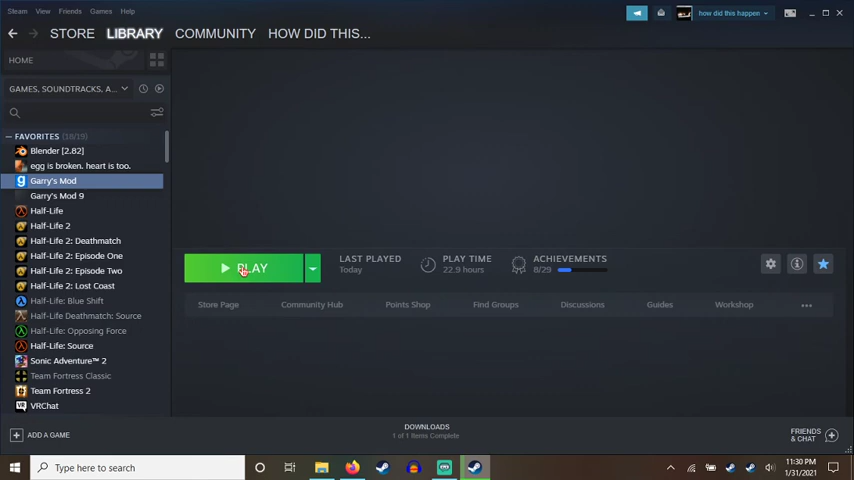 Steam View Friends Games Help
how did this happen
STORE LIBRARY COMMUNITY HOW DID THIS...
HOME
GAMES, SOUNDTRACKS, A...
FAVORITES (18/19)
Blender [2.82]
egg is broken. heart is too.
Garry's Mod
Garry's Mod 9
Half-Life
Half-Life 2
Half-Life 2: Deathmatch
Half-Life 2: Episode One
Half-Life 2: Episode Two
Half-Life 2: Lost Coast
Half-Life: Blue Shift
Half-Life Deathmatch: Source
Half-Life: Opposing Force
Half-Life: Source
Sonic Adventure™ 2
Team Fortress Classic
Team Fortress 2
VRChat
PLAY
LAST PLAYED
Today
PLAY TIME
22.9 hours
ACHIEVEMENTS
8/29
Store Page Community Hub Points Shop Find Groups Discussions Guides Workshop
ADD A GAME
DOWNLOADS
1 of 1 Items Complete
FRIENDS
& CHAT
Type here to search
11:30 PM
1/31/2021